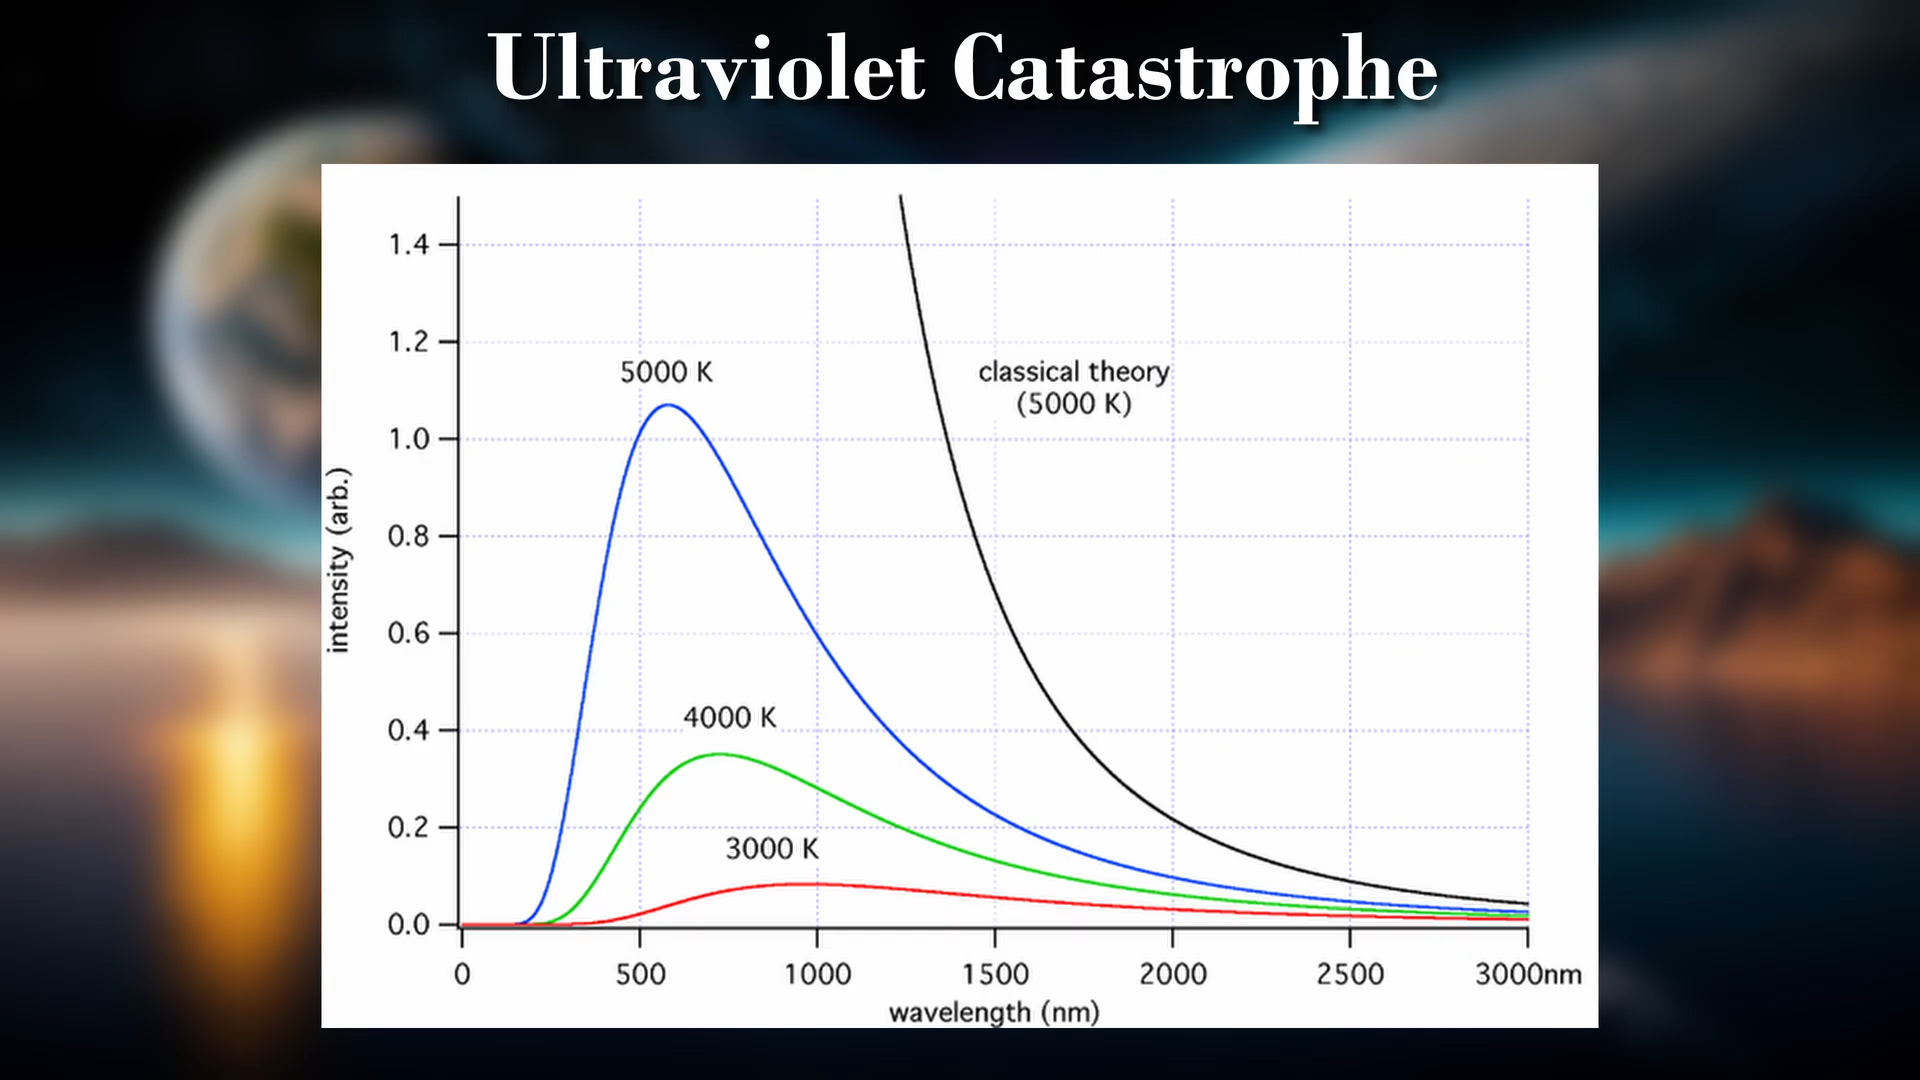 Ultraviolet Catastrophe
1.4
1.2
1.0
0.8
0.6
0.4
0.2
0.0
intensity (arb.)
5000 K
classical theory
(5000 K)
4000 K
3000 K
0 500 1000 1500 2000 2500 3000nm
wavelength (nm)